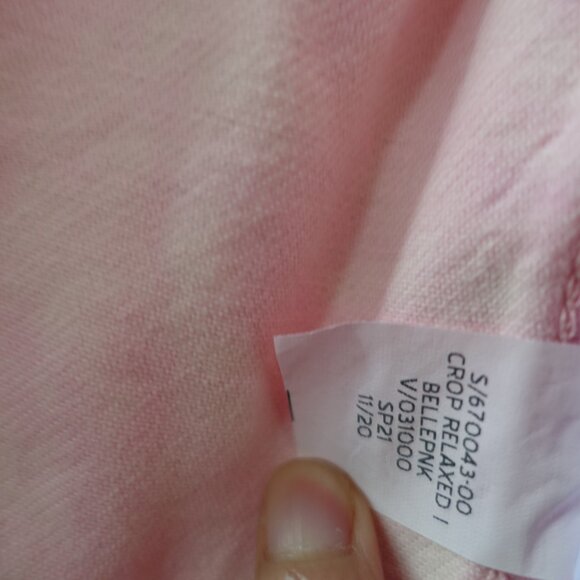 S/670043-00
CROP RELAXED I
BELLEPNK
V/031000
SP21
11/20